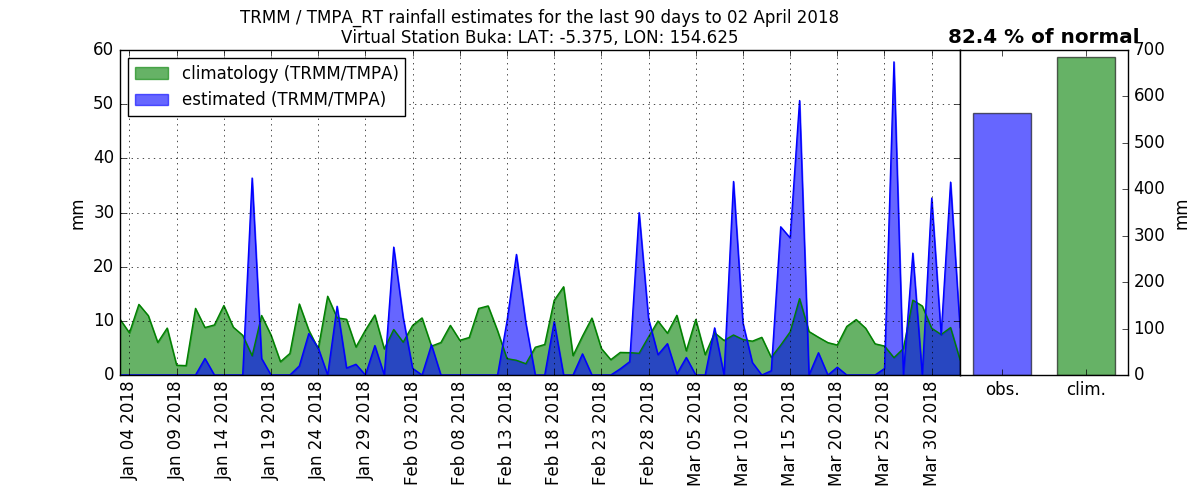 TRMM / TMPA_RT rainfall estimates for the last 90 days to 02 April 2018
Virtual Station Buka: LAT: -5.375, LON: 154.625
82.4 % of normal
climatology (TRMM/TMPA)
estimated (TRMM/TMPA)
60
50
40
30
20
10
0
mm
Jan 04 2018
Jan 09 2018
Jan 14 2018
Jan 19 2018
Jan 24 2018
Jan 29 2018
Feb 03 2018
Feb 08 2018
Feb 13 2018
Feb 18 2018
Feb 23 2018
Feb 28 2018
Mar 05 2018
Mar 10 2018
Mar 15 2018
Mar 20 2018
Mar 25 2018
Mar 30 2018
obs.
clim.
700
600
500
400
300
200
100
0
mm